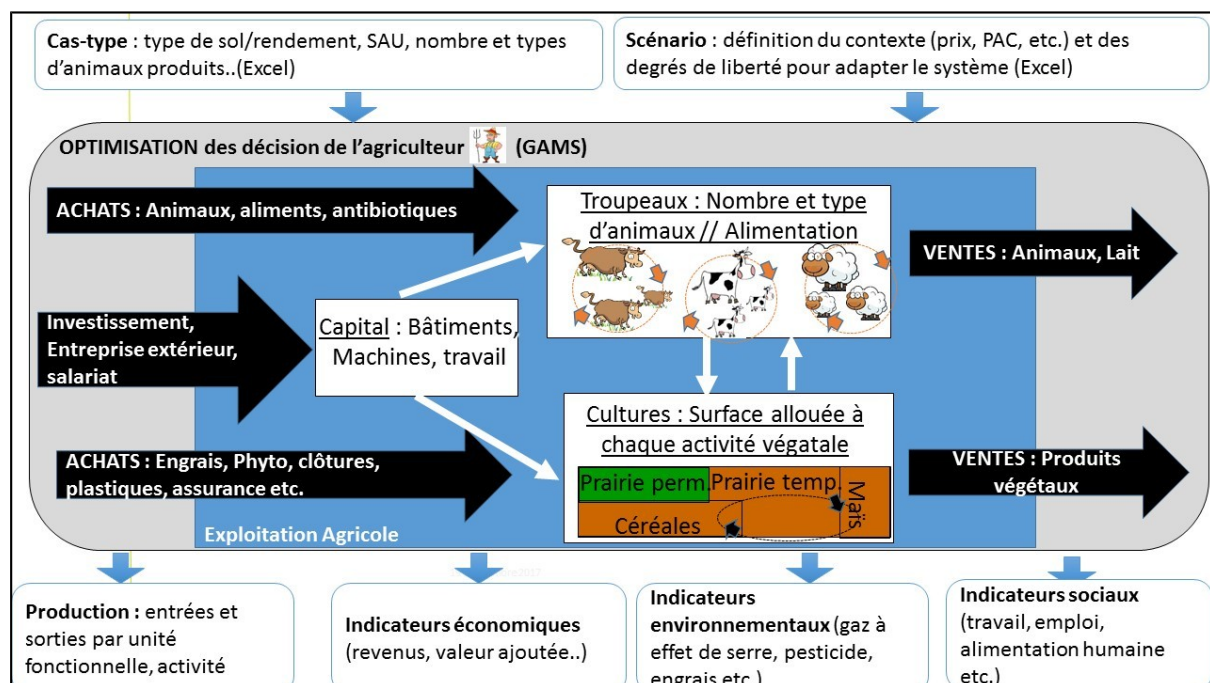 Cas-type : type de sol/rendement, SAU, nombre et types
d'animaux produits..(Excel)
Scénario : définition du contexte (prix, PAC, etc.) et des
degrés de liberté pour adapter le système (Excel)
OPTIMISATION des décision de l'agriculteur (GAMS)
ACHATS : Animaux, aliments, antibiotiques
Troupeaux : Nombre et type
d'animaux // Alimentation
VENTES : Animaux, Lait
Investissement,
Entreprise extérieur,
salariat
Capital : Bâtiments,
Machines, travail
Cultures : Surface allouée à
chaque activité végatale
ACHATS : Engrais, Phyto, clôtures,
plastiques, assurance etc.
Prairie perm. Prairie temp.
Maïs
Céréales
VENTES : Produits
végétaux
Exploitation Agricole
Production : entrées et
sorties par unité
fonctionnelle, activité
Indicateurs économiques
(revenus, valeur ajoutée..)
Indicateurs
environnementaux (gaz à
effet de serre, pesticide,
engrais etc.)
Indicateurs sociaux
(travail, emploi,
alimentation humaine
etc.)